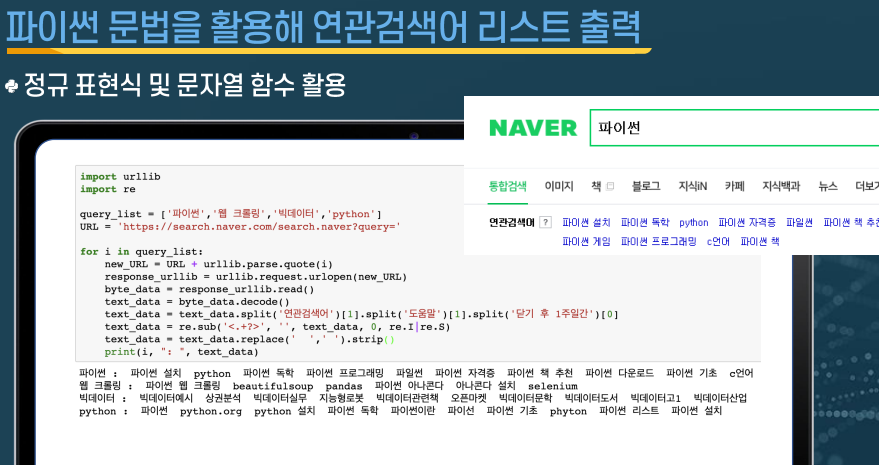 파이썬 문법을 활용해 연관검색어 리스트 출력
정규 표현식 및 문자열 함수 활용
NAVER 파이썬
통합검색 이미지 책 블로그 지식iN 카페 지식백과 뉴스 더보기
연관검색어 ? 파이썬 설치 파이썬 독학 python 파이썬 자격증 파일썬 파이썬 책 추천
파이썬 게임 파이썬 프로그래밍 c언어 파이썬 책
import urllib
import re
query_list = ['파이썬','웹 크롤링','빅데이터','python']
URL = 'https://search.naver.com/search.naver?query='
for i in query_list:
    new_URL = URL + urllib.parse.quote(i)
    response_urllib = urllib.request.urlopen(new_URL)
    byte_data = response_urllib.read()
    text_data = byte_data.decode()
    text_data = text_data.split('연관검색어')[1].split('도움말')[1].split('닫기 후 1주일간')[0]
    text_data = re.sub('<.+?>', '', text_data, 0, re.I|re.S)
    text_data = text_data.replace('  ',' ').strip()
    print(i, ": ", text_data)
파이썬 :  파이썬 설치  python  파이썬 독학  파이썬 프로그래밍  파일썬  파이썬 자격증  파이썬 책 추천  파이썬 다운로드  파이썬 기초  c언어
웹 크롤링 :  파이썬 웹 크롤링  beautifulsoup  pandas  파이썬 아나콘다  아나콘다 설치  selenium
빅데이터 :  빅데이터예시  상권분석  빅데이터실무  지능형로봇  빅데이터관련책  오픈마켓  빅데이터문학  빅데이터도서  빅데이터고1  빅데이터산업
python :  파이썬  python.org  python 설치  파이썬 독학  파이썬이란  파이선  파이썬 기초  phyton  파이썬 리스트  파이썬 설치